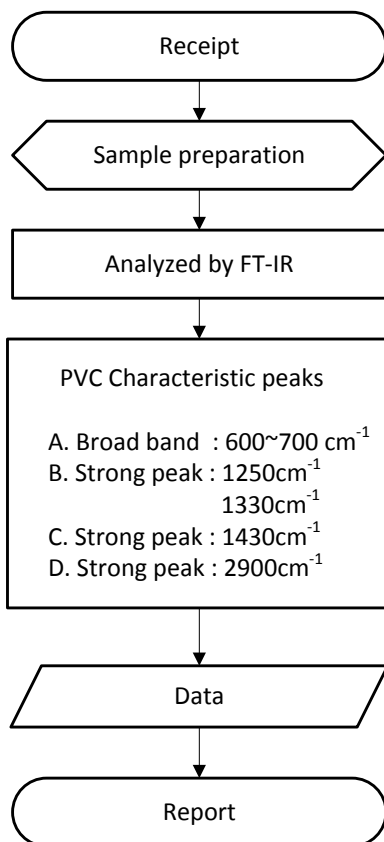 Receipt
Sample preparation
Analyzed by FT-IR
PVC Characteristic peaks
A. Broad band : 600~700 cm⁻¹
B. Strong peak : 1250cm⁻¹
1330cm⁻¹
C. Strong peak : 1430cm⁻¹
D. Strong peak : 2900cm⁻¹
Data
Report